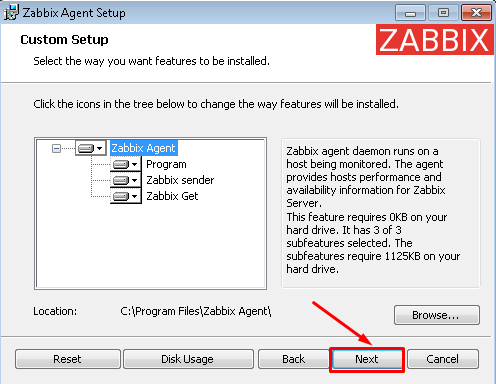 Zabbix Agent Setup
Custom Setup
ZABBIX
Select the way you want features to be installed.
Click the icons in the tree below to change the way features will be installed.
Zabbix Agent
Program
Zabbix sender
Zabbix Get
Zabbix agent daemon runs on a
host being monitored. The agent
provides hosts performance and
availability information for Zabbix
Server.
This feature requires 0KB on your
hard drive. It has 3 of 3
subfeatures selected. The
subfeatures require 1125KB on your
hard drive.
Location: C:\Program Files\Zabbix Agent\
Browse...
Reset Disk Usage Back Next Cancel